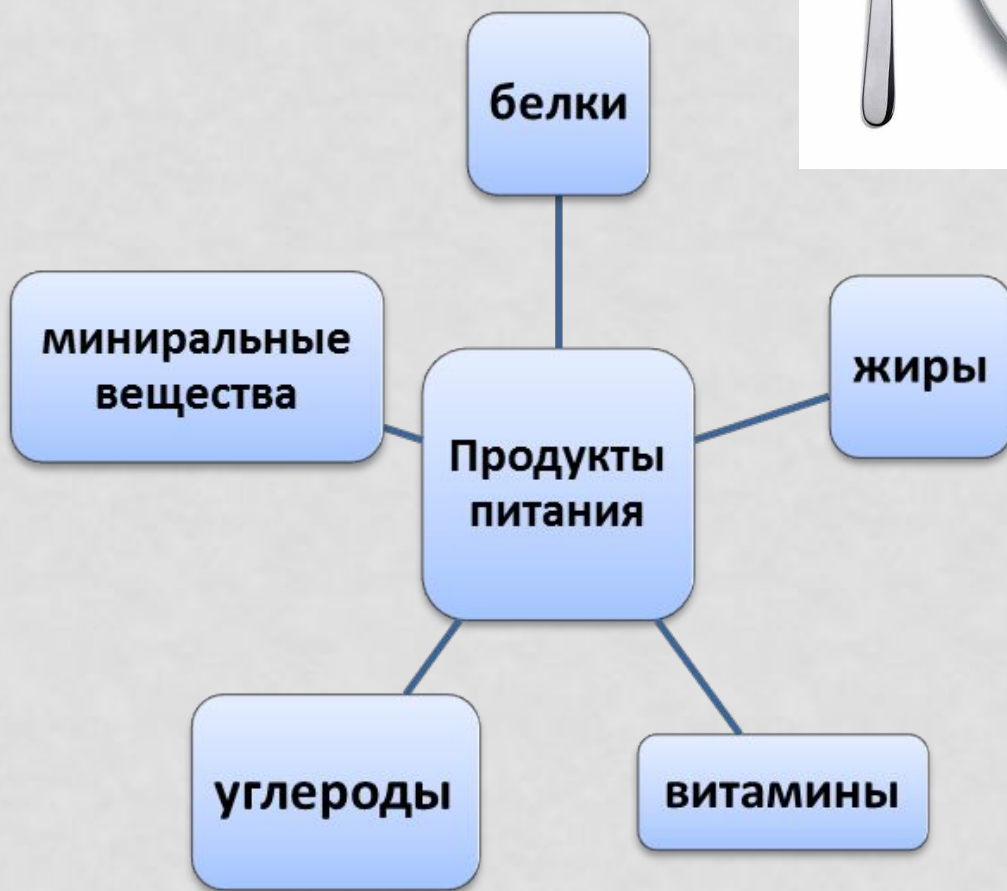 белки
миниральные
вещества
жиры
Продукты
питания
углероды
витамины